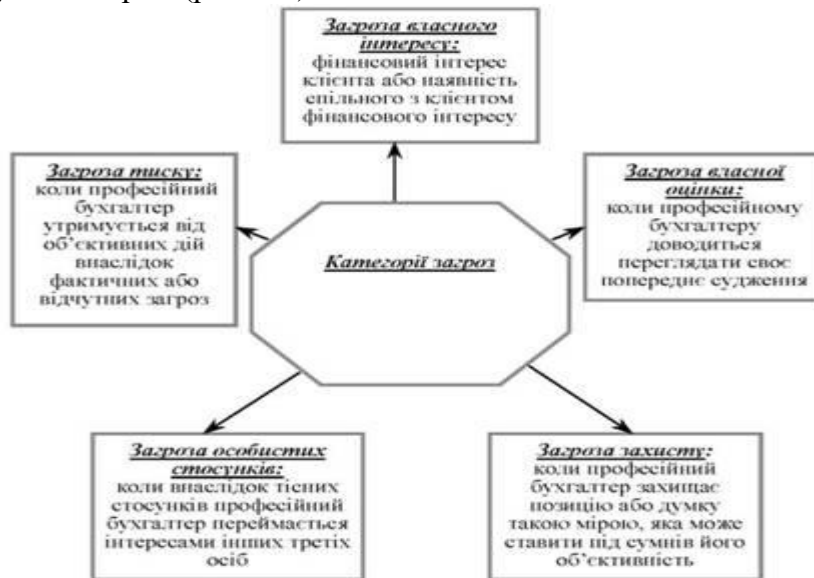 Загроза власного
інтересу:
фінансовий інтерес
клієнта або наявність
спільного з клієнтом
фінансового інтересу
Загроза тиску:
коли професійний
бухгалтер
утримується від
об’єктивних дій
внаслідок
фактичних або
відчутних загроз
Категорії загроз
Загроза власної
оцінки:
коли професійному
бухгалтеру
доводиться
переглядати своє
попереднє судження
Загроза особистих
стосунків:
коли внаслідок тісних
стосунків професійний
бухгалтер переймається
інтересами інших третіх
осіб
Загроза захисту:
коли професійний
бухгалтер захищає
позицію або думку
такою мірою, яка може
ставити під сумнів його
об’єктивність